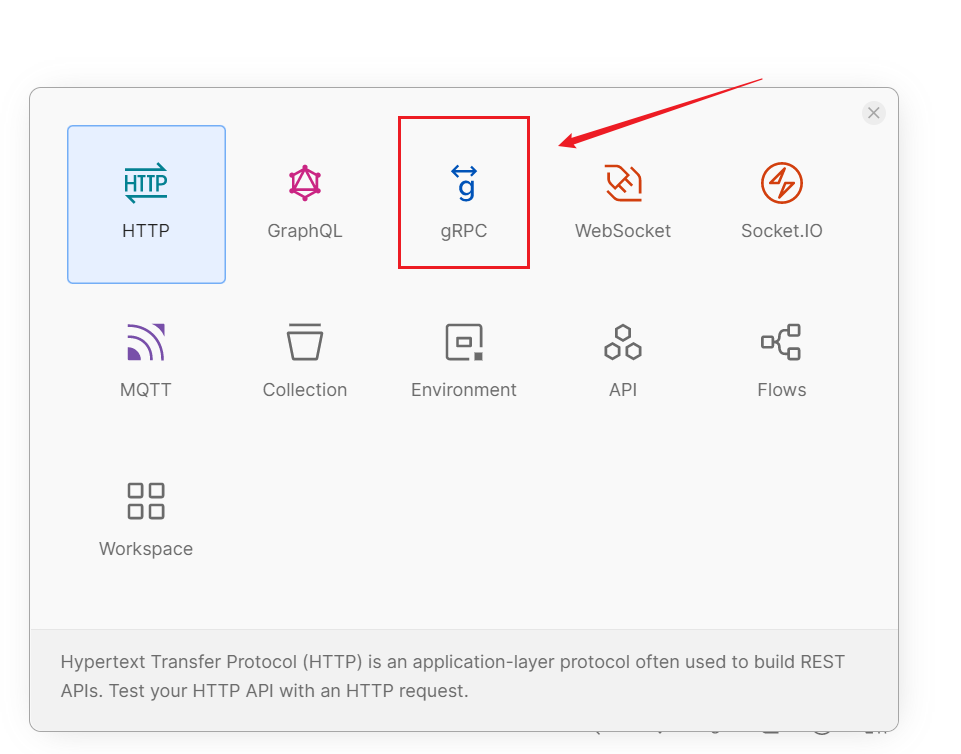 HTTP
HTTP
GraphQL
g
gRPC
WebSocket
Socket.IO
MQTT
Collection
Environment
API
Flows
Workspace
Hypertext Transfer Protocol (HTTP) is an application-layer protocol often used to build REST
APIs. Test your HTTP API with an HTTP request.